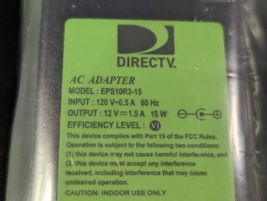 DIRECTV.
AC ADAPTER
MODEL : EPS10R3-15
INPUT : 120 V~0.5 A 60 Hz
OUTPUT : 12 V⎓1.5 A 18 W
EFFICIENCY LEVEL : VI
This device complies with Part 15 of the FCC Rules.
Operation is subject to the following two conditions:
(1) this device may not cause harmful interference, and
(2) this device must accept any interference
received, including interference that may cause
undesired operation.
CAUTION: INDOOR USE ONLY